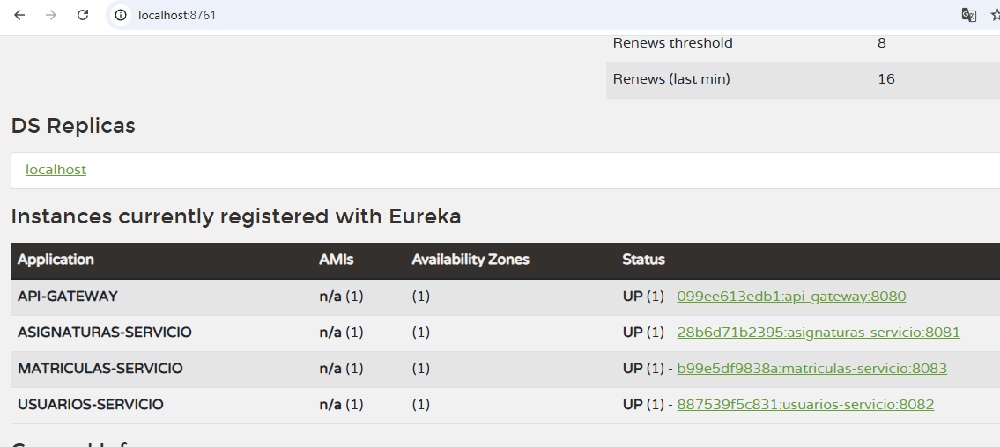 localhost:8761
Renews threshold 8
Renews (last min) 16
DS Replicas
localhost
Instances currently registered with Eureka
Application AMIs Availability Zones Status
API-GATEWAY n/a (1) (1) UP (1) - 099ee613edb1:api-gateway:8080
ASIGNATURAS-SERVICIO n/a (1) (1) UP (1) - 28b6d71b2395:asignaturas-servicio:8081
MATRICULAS-SERVICIO n/a (1) (1) UP (1) - b99e5df9838a:matriculas-servicio:8083
USUARIOS-SERVICIO n/a (1) (1) UP (1) - 887539f5c831:usuarios-servicio:8082